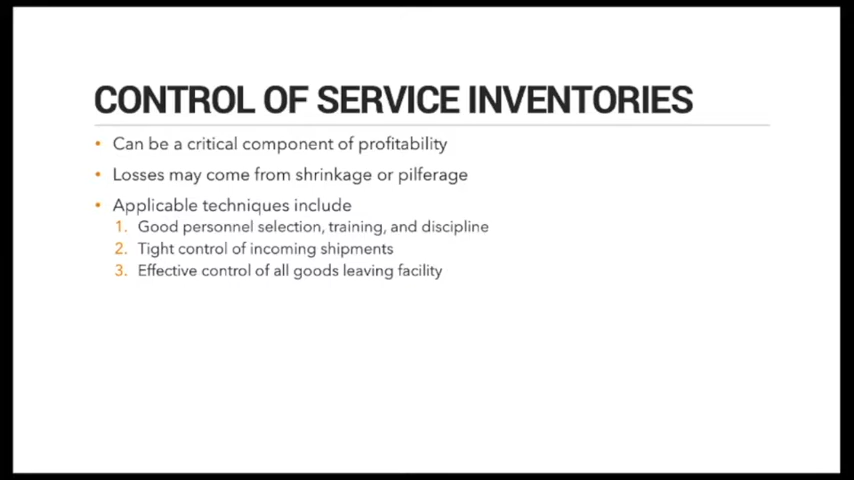 CONTROL OF SERVICE INVENTORIES
• Can be a critical component of profitability
• Losses may come from shrinkage or pilferage
• Applicable techniques include
1. Good personnel selection, training, and discipline
2. Tight control of incoming shipments
3. Effective control of all goods leaving facility